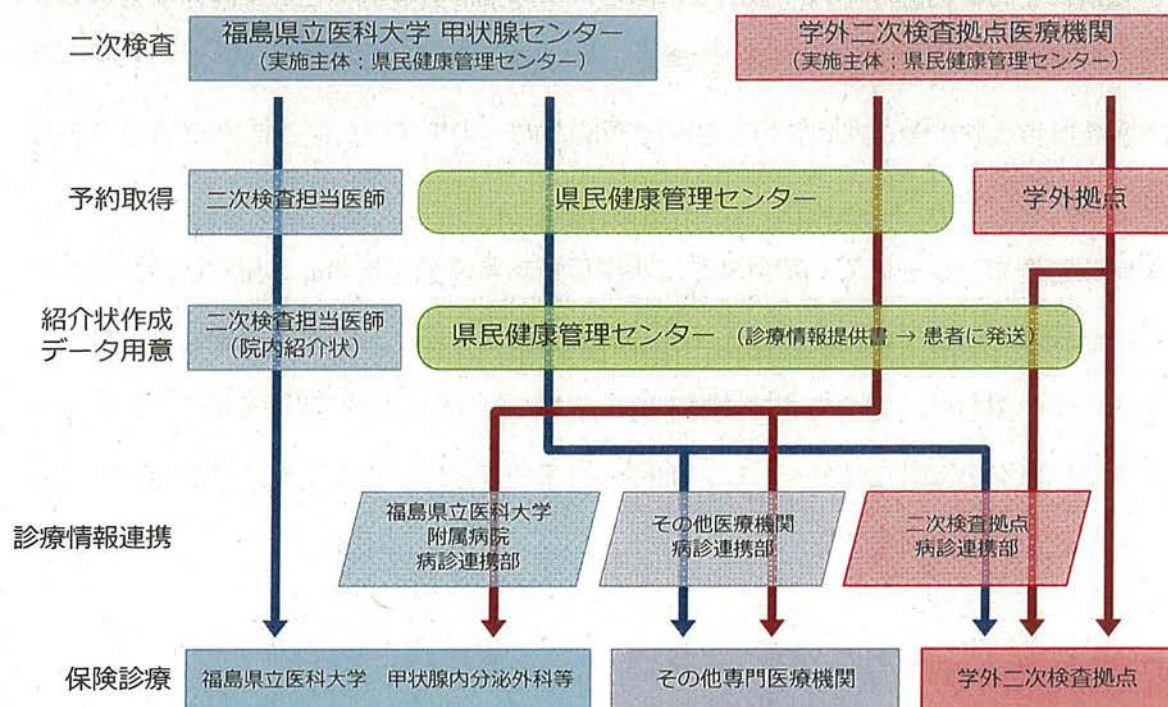 二次検査
福島県立医科大学 甲状腺センター
（実施主体：県民健康管理センター）
学外二次検査拠点医療機関
（実施主体：県民健康管理センター）
予約取得
二次検査担当医師
県民健康管理センター
学外拠点
紹介状作成
データ用意
二次検査担当医師
（院内紹介状）
県民健康管理センター （診療情報提供書 → 患者に発送）
診療情報連携
福島県立医科大学
附属病院
病診連携部
その他医療機関
病診連携部
二次検査拠点
病診連携部
保険診療
福島県立医科大学 甲状腺内分泌外科等
その他専門医療機関
学外二次検査拠点